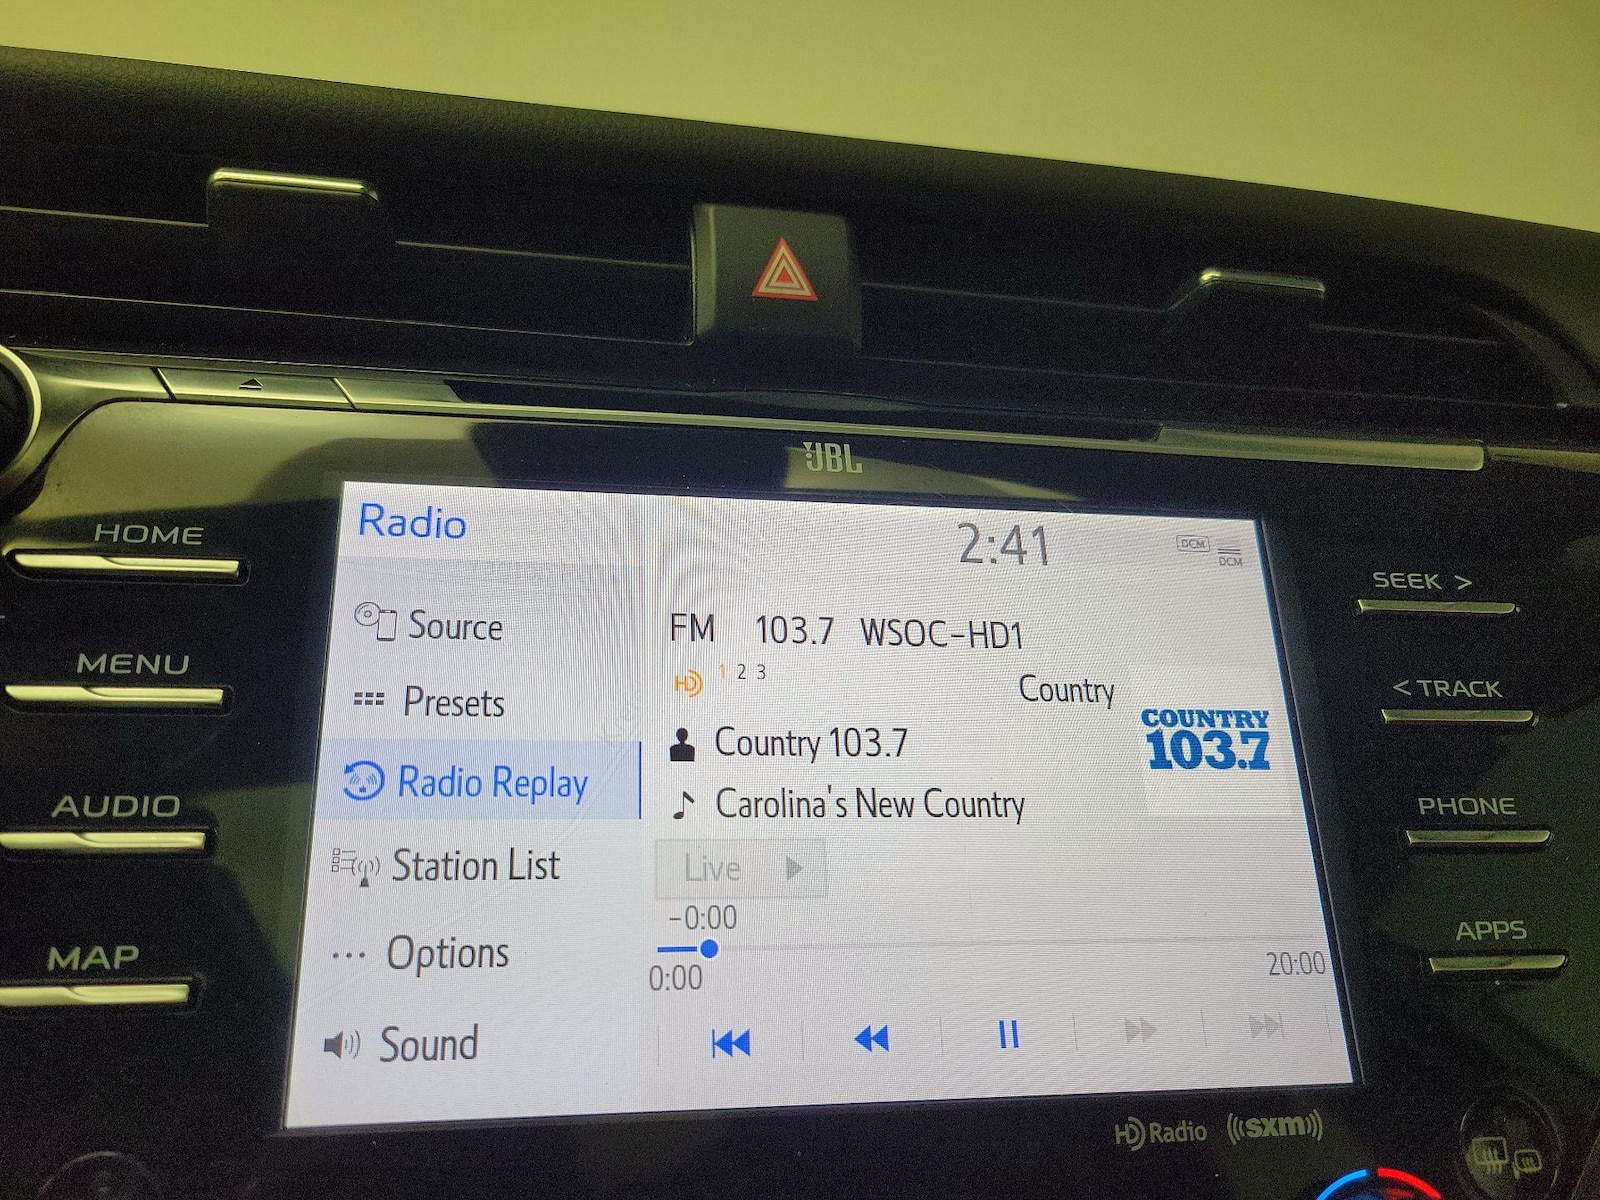 JBL
HOME
MENU
AUDIO
MAP
Radio
2:41
DCM
DCM
Source
Presets
Radio Replay
Station List
Options
Sound
FM 103.7 WSOC-HD1
HD 1 2 3
Country
Country 103.7
COUNTRY
103.7
Carolina's New Country
Live
-0:00
0:00
20:00
SEEK >
< TRACK
PHONE
APPS
HD Radio
((SXM))